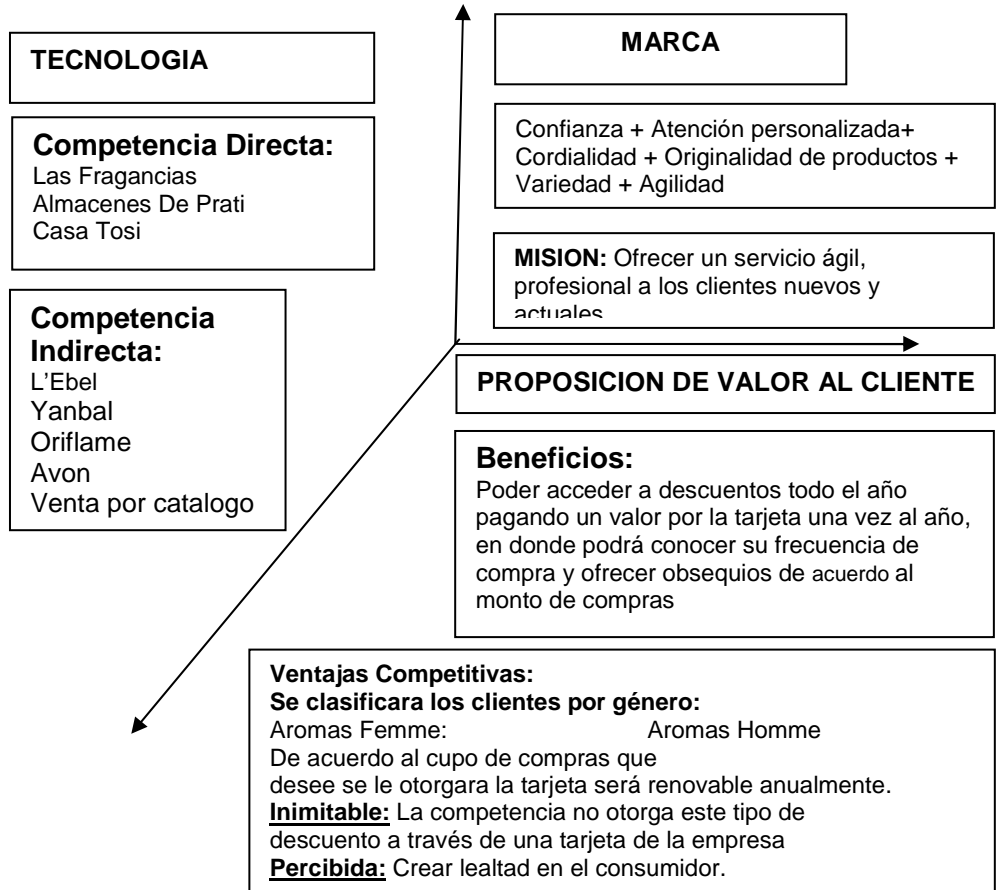 TECNOLOGIA
Competencia Directa:
Las Fragancias
Almacenes De Prati
Casa Tosi
Competencia
Indirecta:
L’Ebel
Yanbal
Oriflame
Avon
Venta por catalogo
MARCA
Confianza + Atención personalizada+
Cordialidad + Originalidad de productos +
Variedad + Agilidad
MISION: Ofrecer un servicio ágil,
profesional a los clientes nuevos y
actuales
PROPOSICION DE VALOR AL CLIENTE
Beneficios:
Poder acceder a descuentos todo el año
pagando un valor por la tarjeta una vez al año,
en donde podrá conocer su frecuencia de
compra y ofrecer obsequios de acuerdo al
monto de compras
Ventajas Competitivas:
Se clasificara los clientes por género:
Aromas Femme: Aromas Homme
De acuerdo al cupo de compras que
desee se le otorgara la tarjeta será renovable anualmente.
Inimitable: La competencia no otorga este tipo de
descuento a través de una tarjeta de la empresa
Percibida: Crear lealtad en el consumidor.